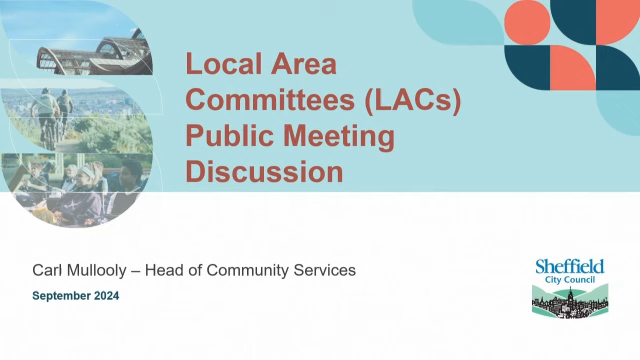 Local Area
Committees (LACs)
Public Meeting
Discussion
Carl Mullooly – Head of Community Services
September 2024
Sheffield
City Council